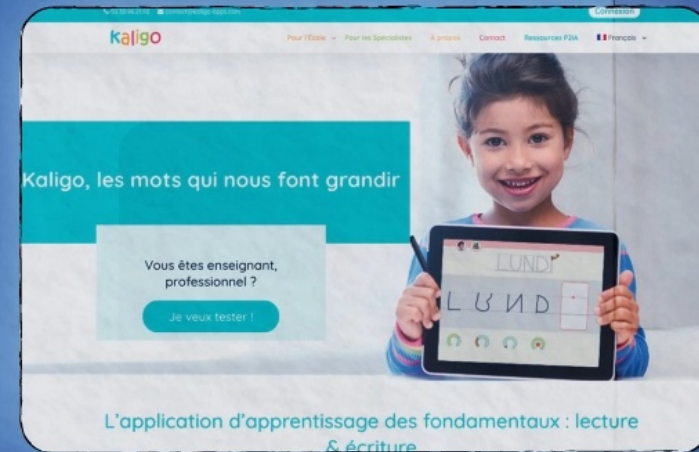 Connexion
kaligo
Pour l'École Pour les Spécialistes À propos Contact Ressources P2IA Français
Kaligo, les mots qui nous font grandir
Vous êtes enseignant,
professionnel ?
Je veux tester !
LUNDI
LUND
L'application d'apprentissage des fondamentaux : lecture
& écriture